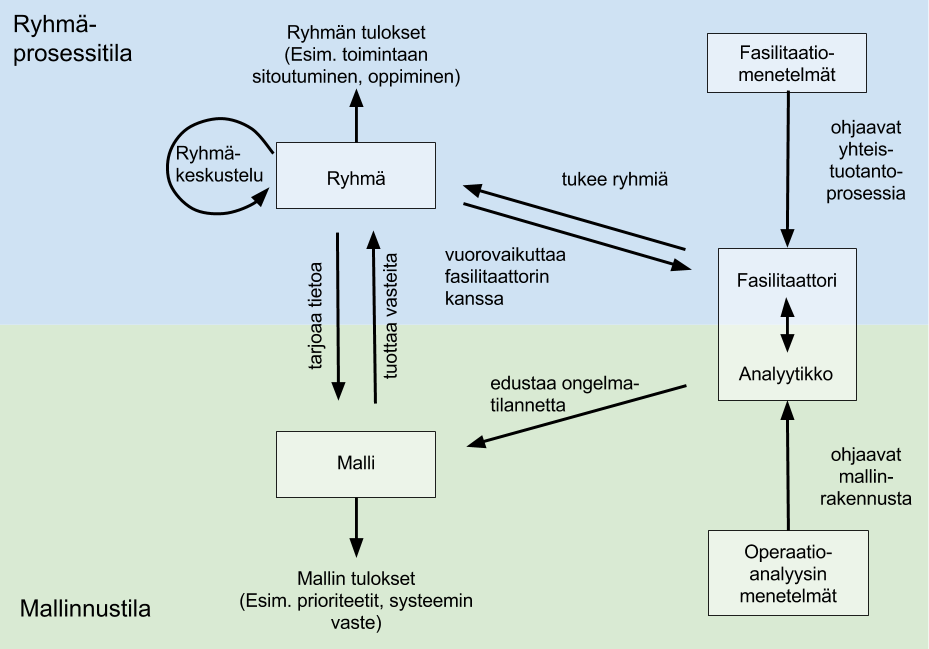 Ryhmä-
prosessitila
Ryhmän tulokset
(Esim. toimintaan
sitoutuminen, oppiminen)
Fasilitaatio-
menetelmät
ohjaavat
yhteis-
tuotanto-
prosessia
Ryhmä-
keskustelu
Ryhmä
tukee ryhmiä
vuorovaikuttaa
fasilitaattorin
kanssa
tarjoaa tietoa
tuottaa vasteita
Fasilitaattori
Analyytikko
edustaa ongelma-
tilannetta
Malli
ohjaavat
mallin-
rakennusta
Operaatio-
analyysin
menetelmät
Mallin tulokset
(Esim. prioriteetit, systeemin
vaste)
Mallinnustila